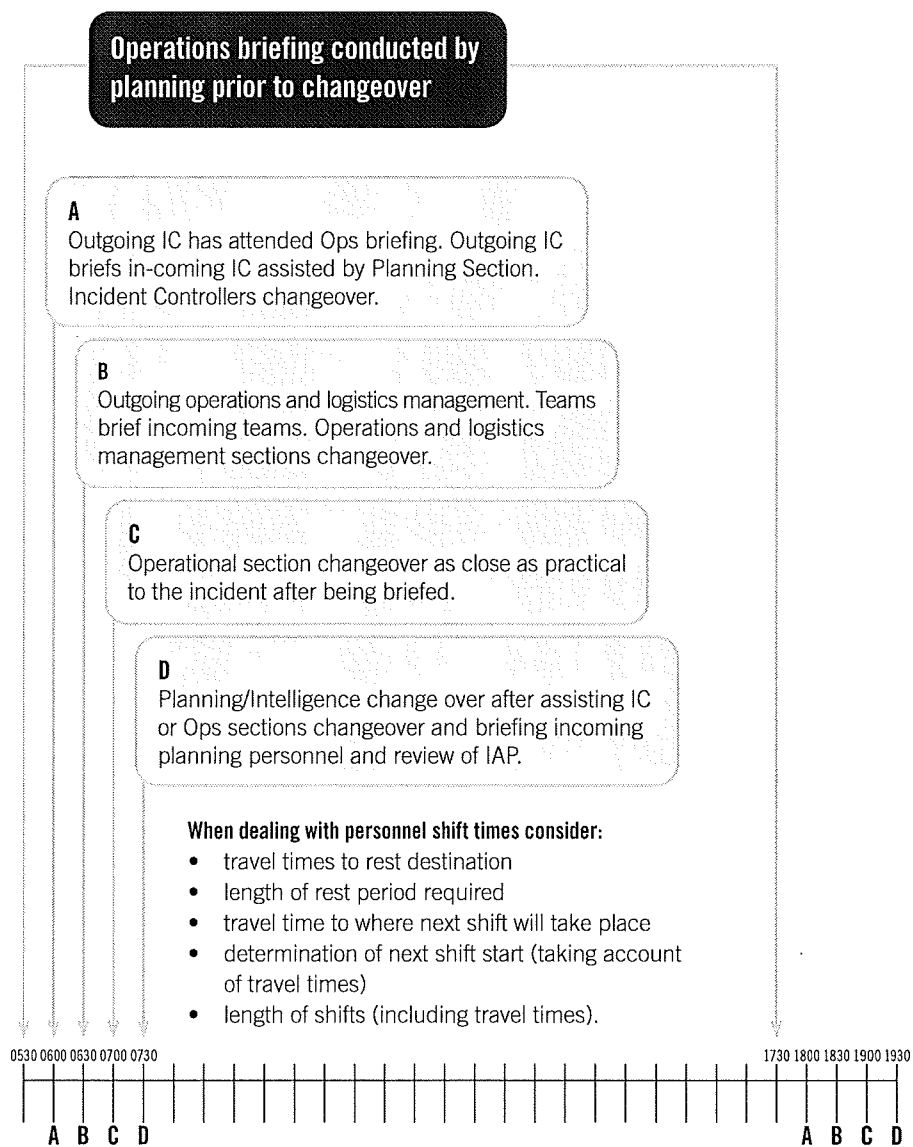 Operations briefing conducted by
planning prior to changeover
A
Outgoing IC has attended Ops briefing. Outgoing IC
briefs in-coming IC assisted by Planning Section.
Incident Controllers changeover.
B
Outgoing operations and logistics management. Teams
brief incoming teams. Operations and logistics
management sections changeover.
C
Operational section changeover as close as practical
to the incident after being briefed.
D
Planning/Intelligence change over after assisting IC
or Ops sections changeover and briefing incoming
planning personnel and review of IAP.
When dealing with personnel shift times consider:
• travel times to rest destination
• length of rest period required
• travel time to where next shift will take place
• determination of next shift start (taking account
of travel times)
• length of shifts (including travel times).
0530 0600 0630 0700 0730 1730 1800 1830 1900 1930
A B C D A B C D